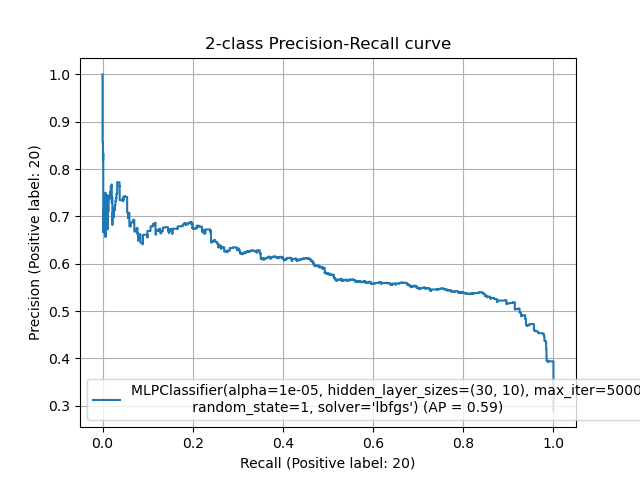 2-class Precision-Recall curve
Precision (Positive label: 20)
1.0
0.9
0.8
0.7
0.6
0.5
0.4
0.3
MLPClassifier(alpha=1e-05, hidden_layer_sizes=(30, 10), max_iter=5000
random_state=1, solver='lbfgs') (AP = 0.59)
0.0 0.2 0.4 0.6 0.8 1.0
Recall (Positive label: 20)